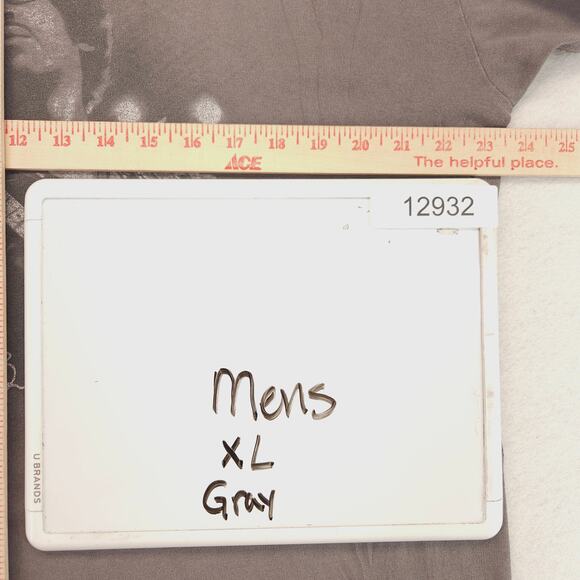 12 13 14 15 16 17 18 19 20 21 22 23 24 25
ACE The helpful place.
12932
Mens
XL
Gray
U BRANDS